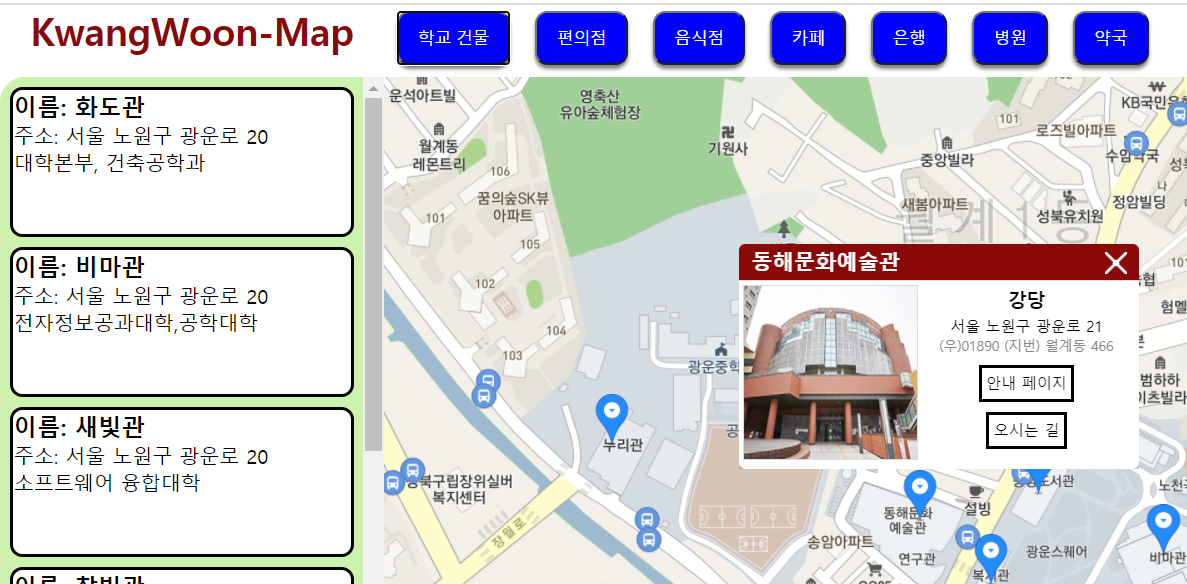 KwangWoon-Map
학교 건물
편의점
음식점
카페
은행
병원
약국
이름: 화도관
주소: 서울 노원구 광운로 20
대학본부, 건축공학과
이름: 비마관
주소: 서울 노원구 광운로 20
전자정보공과대학,공학대학
이름: 새빛관
주소: 서울 노원구 광운로 20
소프트웨어 융합대학
운석아트빌
영축산
유아숲체험장
월계동
레몬트리
기원사
101
KB국민은
로즈빌아파트
중앙빌라
수암약국
106
꿈의숲SK뷰
아파트
101
105
102
104
103
새봄아파트
월계1동
성북유치원
정암빌딩
나
101
험멜
범하하
이츠빌라
동해문화예술관
강당
서울 노원구 광운로 21
(우)01890 (지번) 월계동 466
안내 페이지
오시는 길
광운중학
누리관
성북구립장위실버
복지센터
장월로
동해문화
예술관
설빙
송암아파트
연구관
복지관
광운스퀘어
노천극
비마관